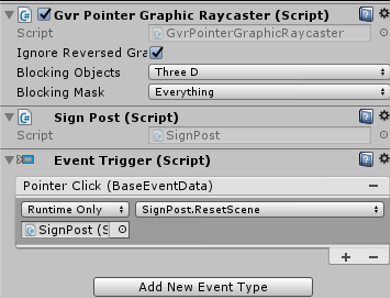 Gvr Pointer Graphic Raycaster (Script)
Script GvrPointerGraphicRaycaster
Ignore Reversed Gra
Blocking Objects Three D
Blocking Mask Everything
Sign Post (Script)
Script SignPost
Event Trigger (Script)
Pointer Click (BaseEventData)
Runtime Only SignPost.ResetScene
SignPost (S
Add New Event Type